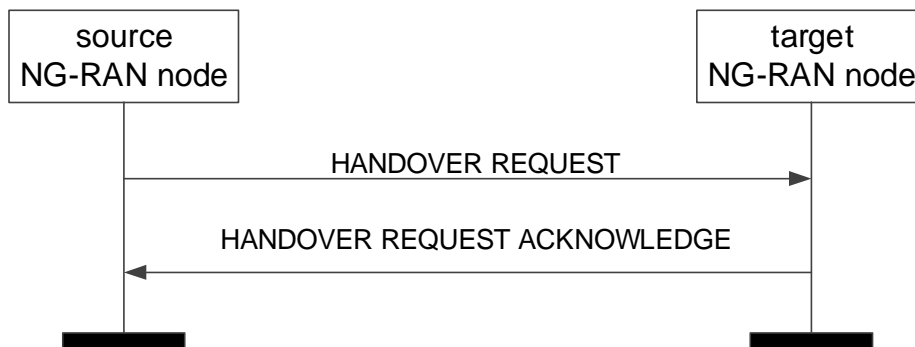 source
NG-RAN node
target
NG-RAN node
HANDOVER REQUEST
HANDOVER REQUEST ACKNOWLEDGE